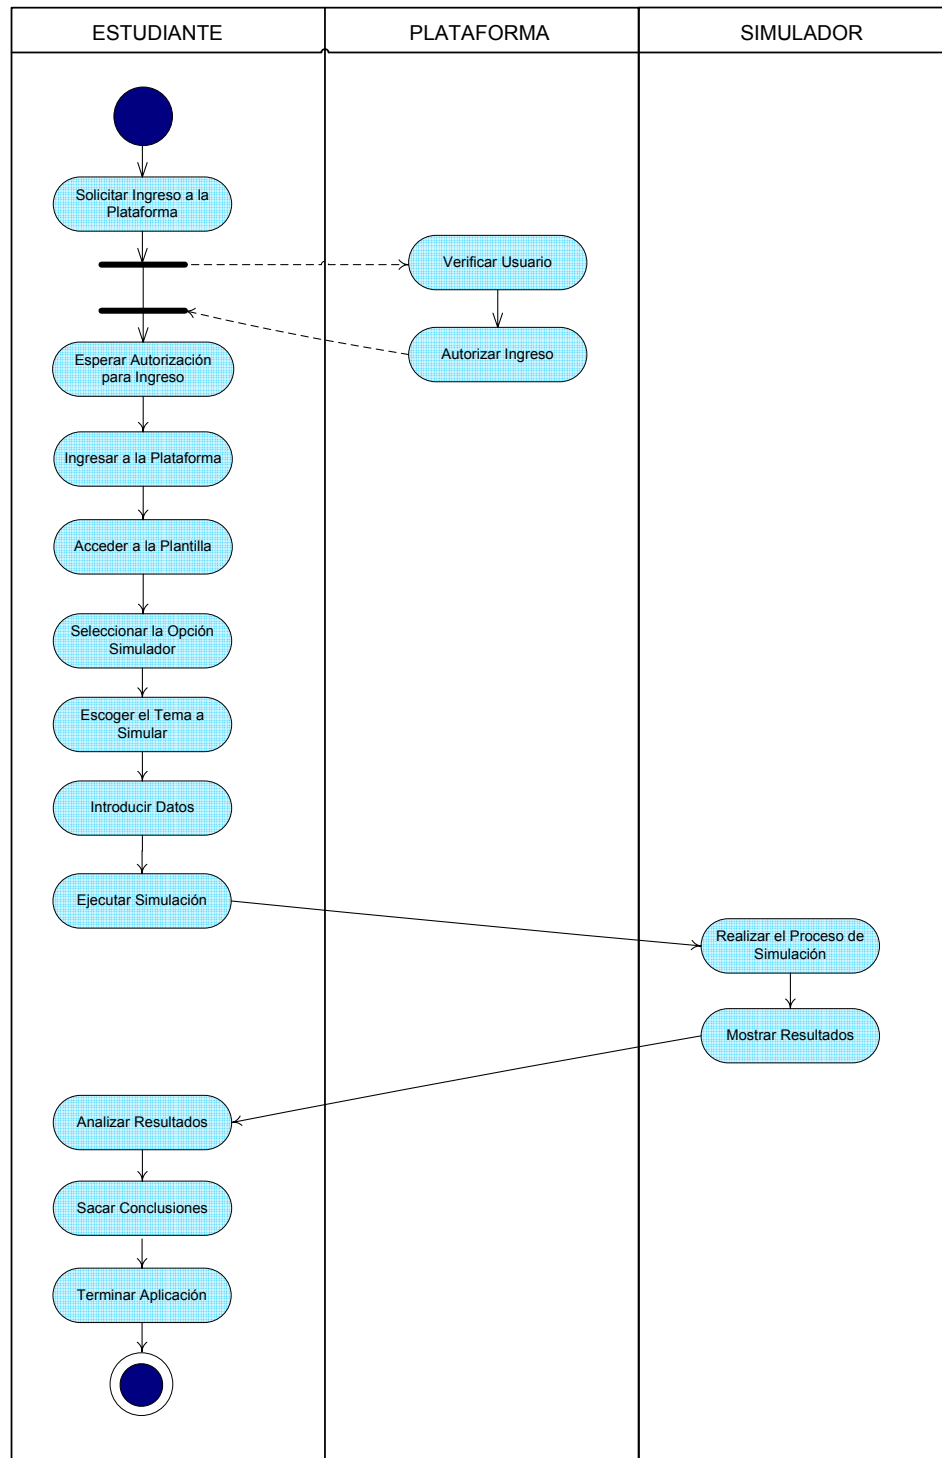 ESTUDIANTE
PLATAFORMA
SIMULADOR
Solicitar Ingreso a la
Plataforma
Verificar Usuario
Autorizar Ingreso
Esperar Autorización
para Ingreso
Ingresar a la Plataforma
Acceder a la Plantilla
Seleccionar la Opción
Simulador
Escoger el Tema a
Simular
Introducir Datos
Ejecutar Simulación
Realizar el Proceso de
Simulación
Mostrar Resultados
Analizar Resultados
Sacar Conclusiones
Terminar Aplicación